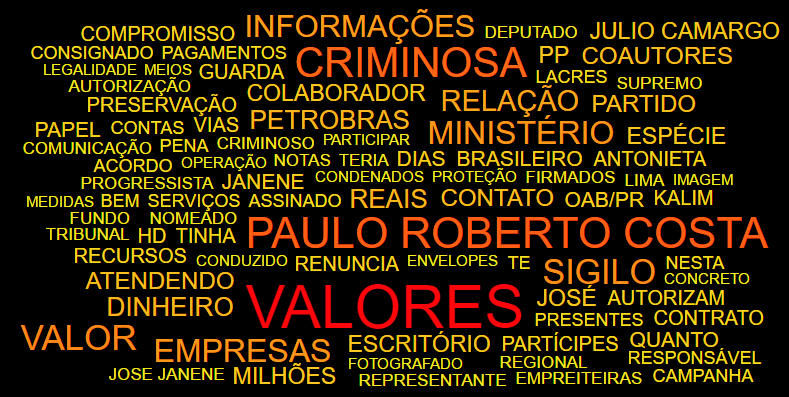 COMPROMISSO INFORMAÇÕES DEPUTADO JULIO CAMARGO
CONSIGNADO PAGAMENTOS CRIMINOSA PP COAUTORES
LEGALIDADE MEIOS GUARDA LACRES SUPREMO
AUTORIZAÇÃO COLABORADOR RELAÇÃO PARTIDO
PRESERVAÇÃO PETROBRAS MINISTÉRIO ESPÉCIE
PAPEL CONTAS VIAS CRIMINOSO PARTICIPAR
COMUNICAÇÃO PENA OPERAÇÃO NOTAS TERIA DIAS BRASILEIRO ANTONIETA
ACORDO CONDENADOS PROTEÇÃO FIRMADOS LIMA IMAGEM
PROGRESSISTA JANENE REAIS CONTATO OAB/PR KALIM
MEDIDAS BEM SERVIÇOS ASSINADO
FUNDO NOMEADO PAULO ROBERTO COSTA
TRIBUNAL HD TINHA
RECURSOS CONDUZIDO RENUNCIA ENVELOPES TE SIGILO NESTA
ATENDENDO CONCRETO
DINHEIRO VALORES JOSÉ AUTORIZAM
PRESENTES CONTRATO
VALOR EMPRESAS ESCRITÓRIO PARTÍCIPES QUANTO
FOTOGRAFADO REGIONAL RESPONSÁVEL
JOSE JANENE MILHÕES REPRESENTANTE EMPREITEIRAS CAMPANHA